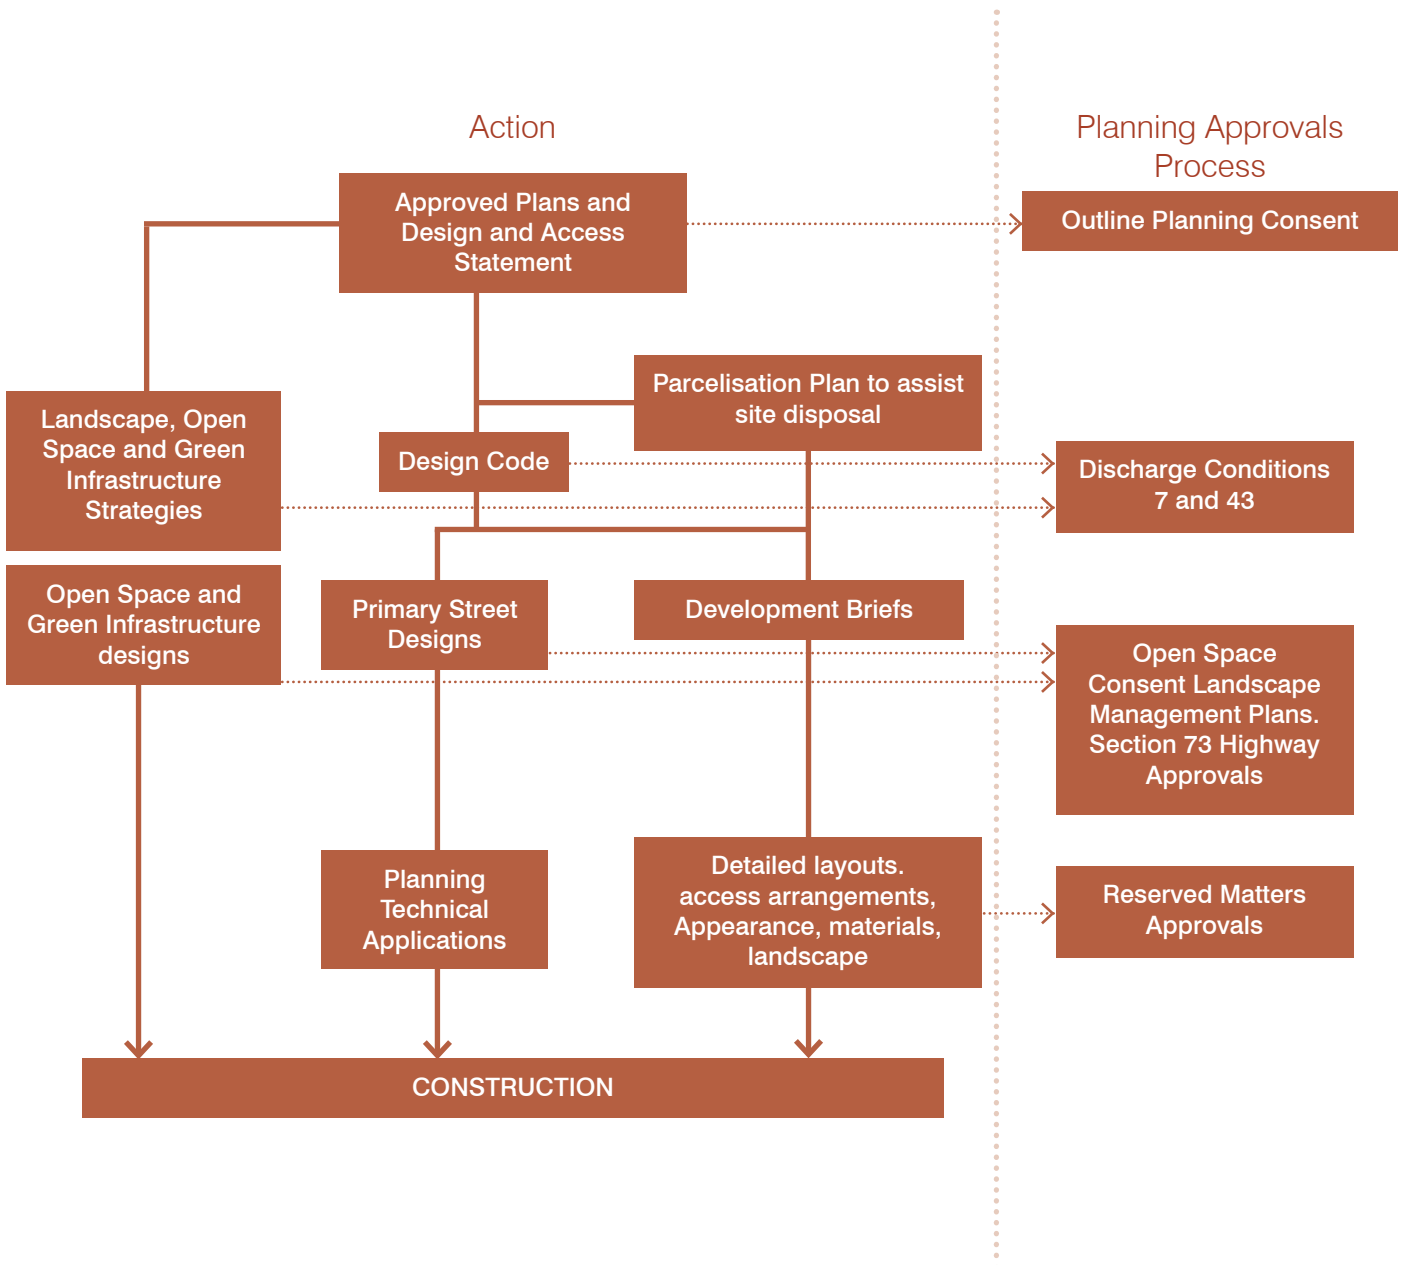 Action
Planning Approvals
Process
Approved Plans and
Design and Access
Statement
Outline Planning Consent
Parcelisation Plan to assist
site disposal
Landscape, Open
Space and Green
Infrastructure
Strategies
Design Code
Discharge Conditions
7 and 43
Open Space and
Green Infrastructure
designs
Primary Street
Designs
Development Briefs
Open Space
Consent Landscape
Management Plans.
Section 73 Highway
Approvals
Planning
Technical
Applications
Detailed layouts.
access arrangements,
Appearance, materials,
landscape
Reserved Matters
Approvals
CONSTRUCTION